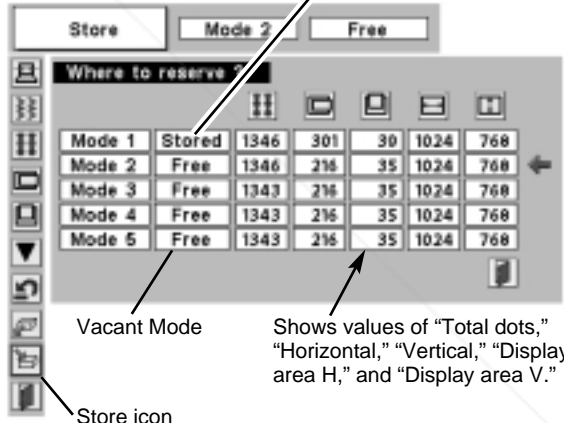 Store Mode 2 Free
Where to reserve ?
Mode 1 Stored 1346 301 30 1024 768
Mode 2 Free 1346 216 35 1024 768
Mode 3 Free 1343 216 35 1024 768
Mode 4 Free 1343 216 35 1024 768
Mode 5 Free 1343 216 35 1024 768
Vacant Mode
Shows values of “Total dots,”
“Horizontal,” “Vertical,” “Display
area H,” and “Display area V.”
Store icon